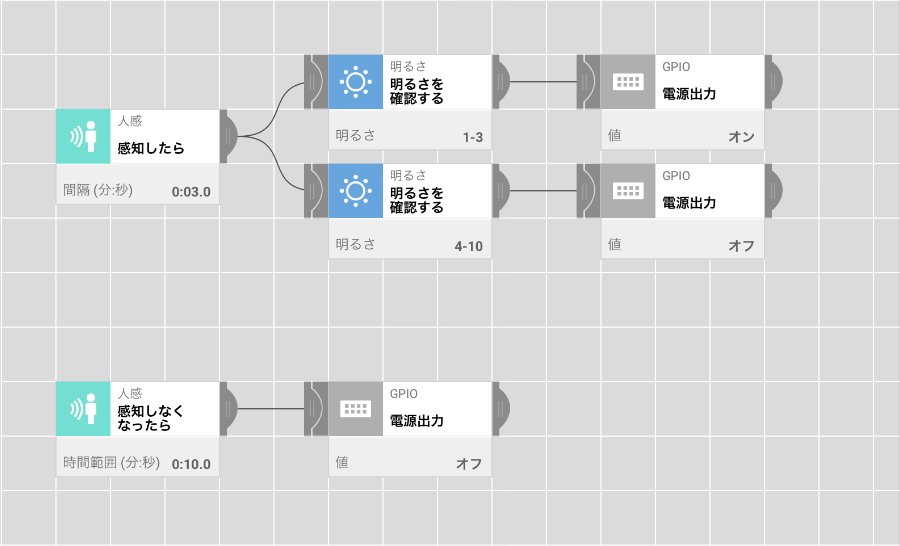 人感
感知したら
間隔 (分:秒) 0:03.0
明るさ
明るさを
確認する
明るさ 1-3
GPIO
電源出力
値 オン
明るさ
明るさを
確認する
明るさ 4-10
GPIO
電源出力
値 オフ
人感
感知しなく
なったら
時間範囲 (分:秒) 0:10.0
GPIO
電源出力
値 オフ